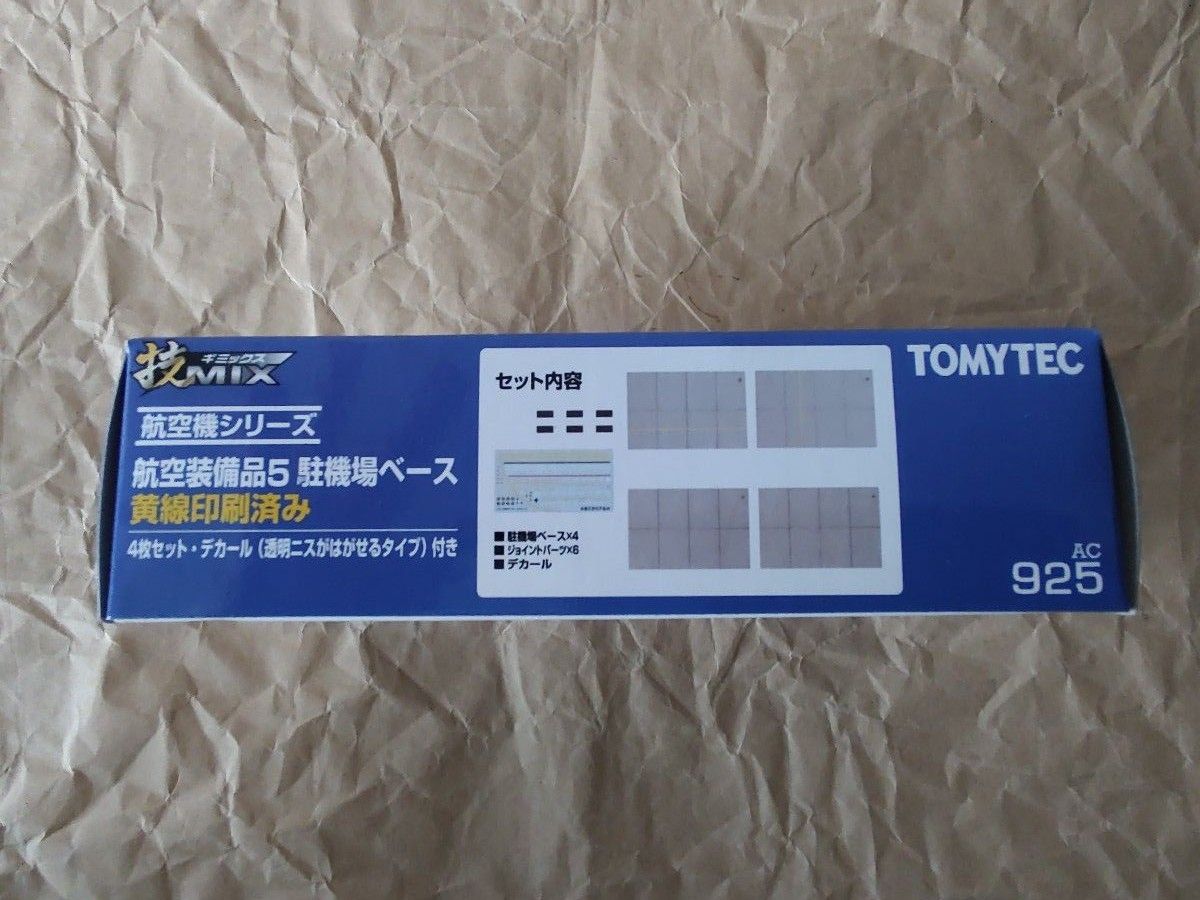 技MIX
ギミックス
航空機シリーズ
航空装備品5 駐機場ベース
黄線印刷済み
4枚セット・デカール(透明ニスがはがせるタイプ)付き
セット内容
■ 駐機場ベース×4
■ ジョイントパーツ×6
■ デカール
TOMYTEC
AC
925